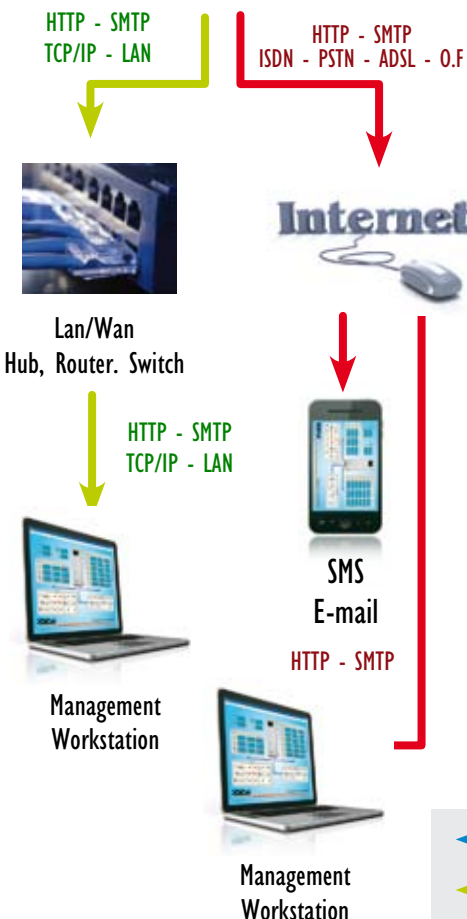 HTTP - SMTP
TCP/IP - LAN
HTTP - SMTP
ISDN - PSTN - ADSL - O.F
Internet
Lan/Wan
Hub, Router. Switch
HTTP - SMTP
TCP/IP - LAN
SMS
E-mail
HTTP - SMTP
Management
Workstation
Management
Workstation